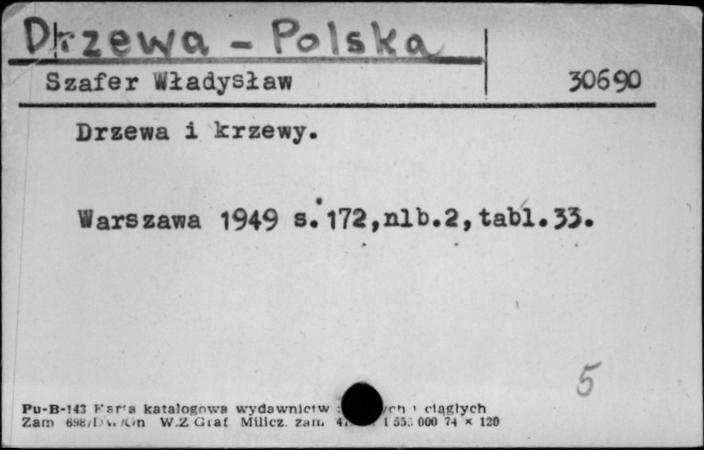 Drzewa - Polska
Szafer Władysław 30690
Drzewa i krzewy.
Warszawa 1949 s.172,nlb.2,tabl.33.
5
Pu-B-143 Karta katalogowa wydawnictw ciągłych
Zam W.Z Graf Milicz. zam. 000 74 x 120